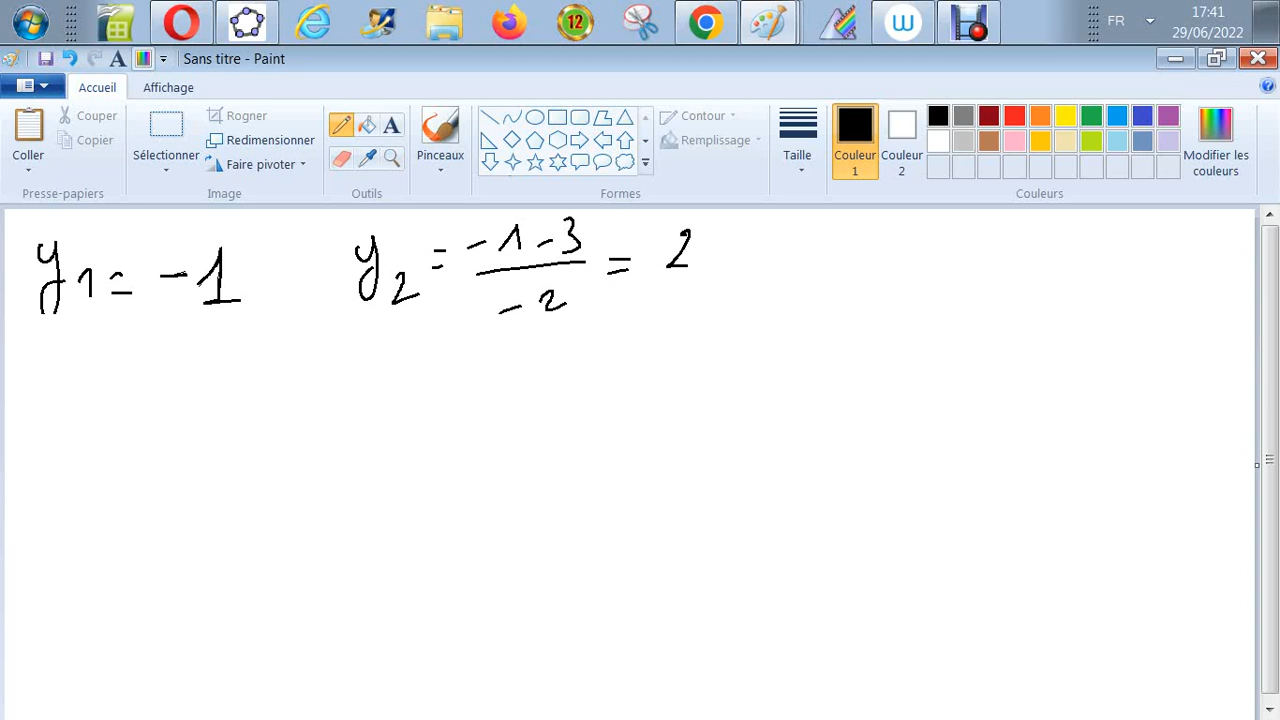 12 W FR 17:41
29/06/2022
Sans titre - Paint
Accueil Affichage
Coller Couper Copier Sélectionner Rogner Redimensionner Faire pivoter A Pinceaux Contour Remplissage Taille Couleur 1 Couleur 2 Modifier les couleurs
Presse-papiers Image Outils Formes Couleurs
y1 = -1 y2 = (-1-3)/(-2) = 2